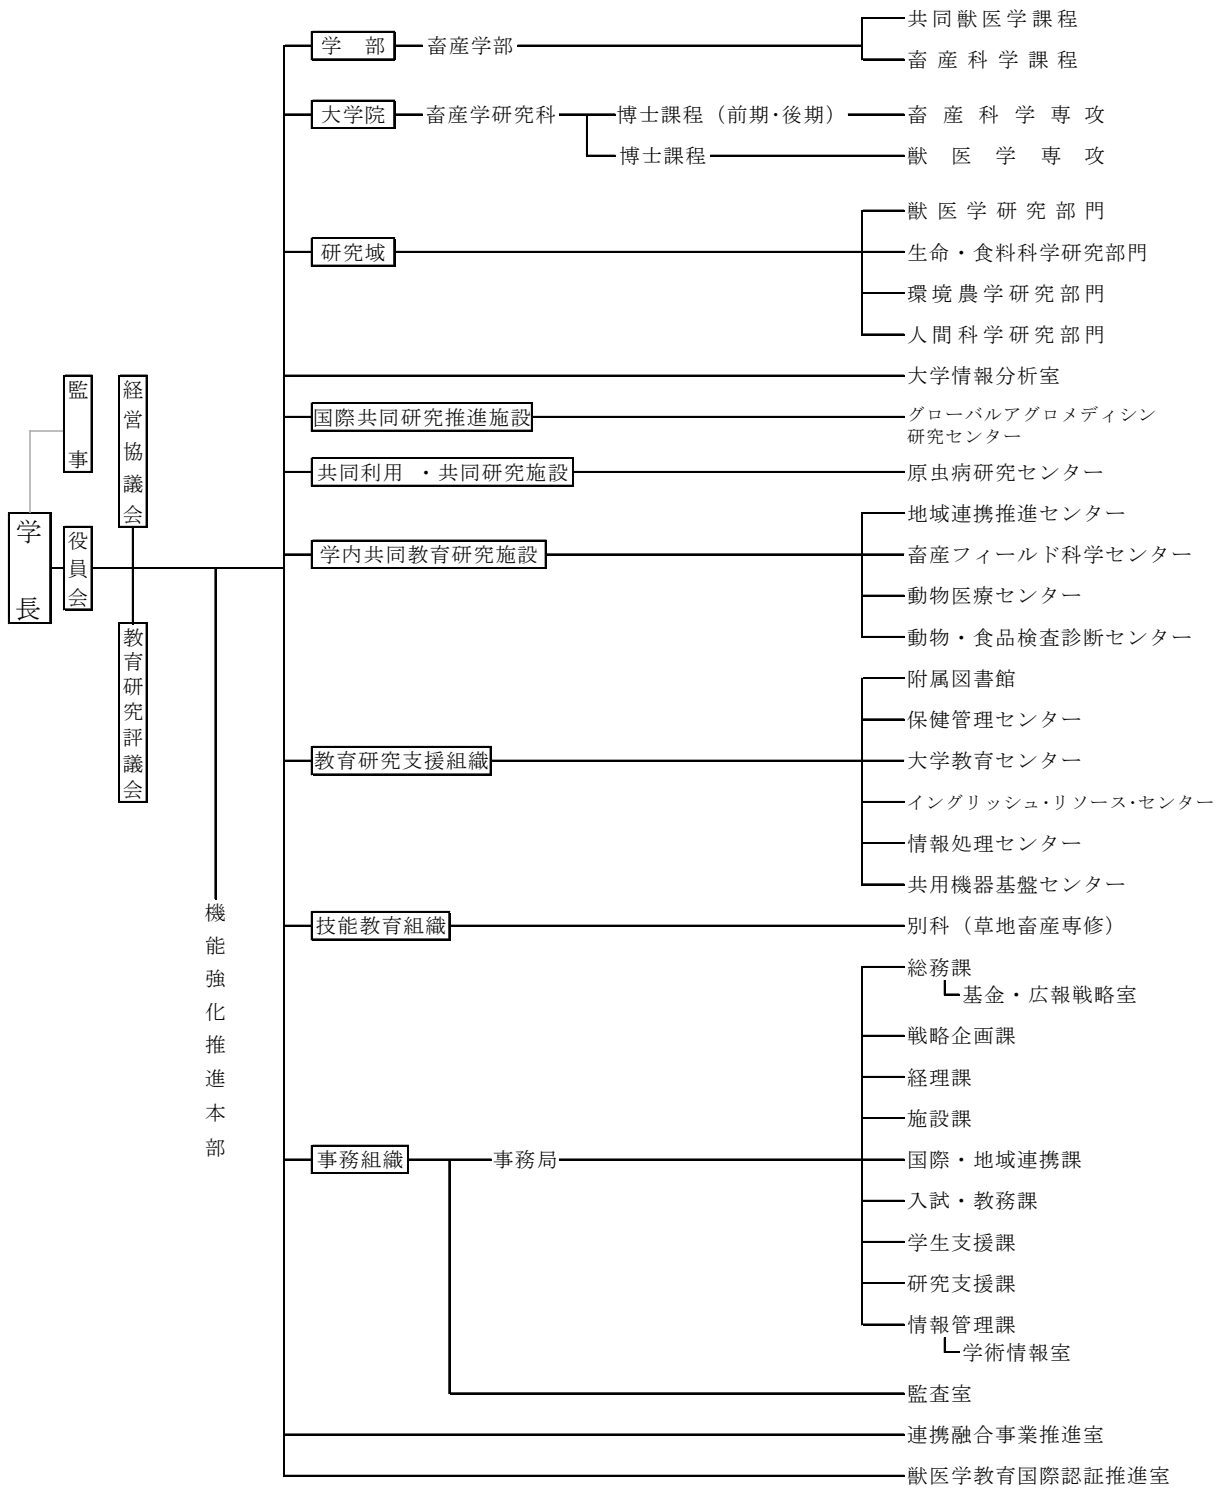 学長
監事
役員会
経営協議会
教育研究評議会
機能強化推進本部
学 部
畜産学部
共同獣医学課程
畜産科学課程
大学院
畜産学研究科
博士課程（前期･後期）
畜産科学専攻
博士課程
獣医学専攻
研究域
獣医学研究部門
生命・食料科学研究部門
環境農学研究部門
人間科学研究部門
大学情報分析室
国際共同研究推進施設
グローバルアグロメディシン
研究センター
共同利用 ・共同研究施設
原虫病研究センター
学内共同教育研究施設
地域連携推進センター
畜産フィールド科学センター
動物医療センター
動物・食品検査診断センター
教育研究支援組織
附属図書館
保健管理センター
大学教育センター
イングリッシュ･リソース･センター
情報処理センター
共用機器基盤センター
技能教育組織
別科（草地畜産専修）
事務組織
事務局
総務課
基金・広報戦略室
戦略企画課
経理課
施設課
国際・地域連携課
入試・教務課
学生支援課
研究支援課
情報管理課
学術情報室
監査室
連携融合事業推進室
獣医学教育国際認証推進室